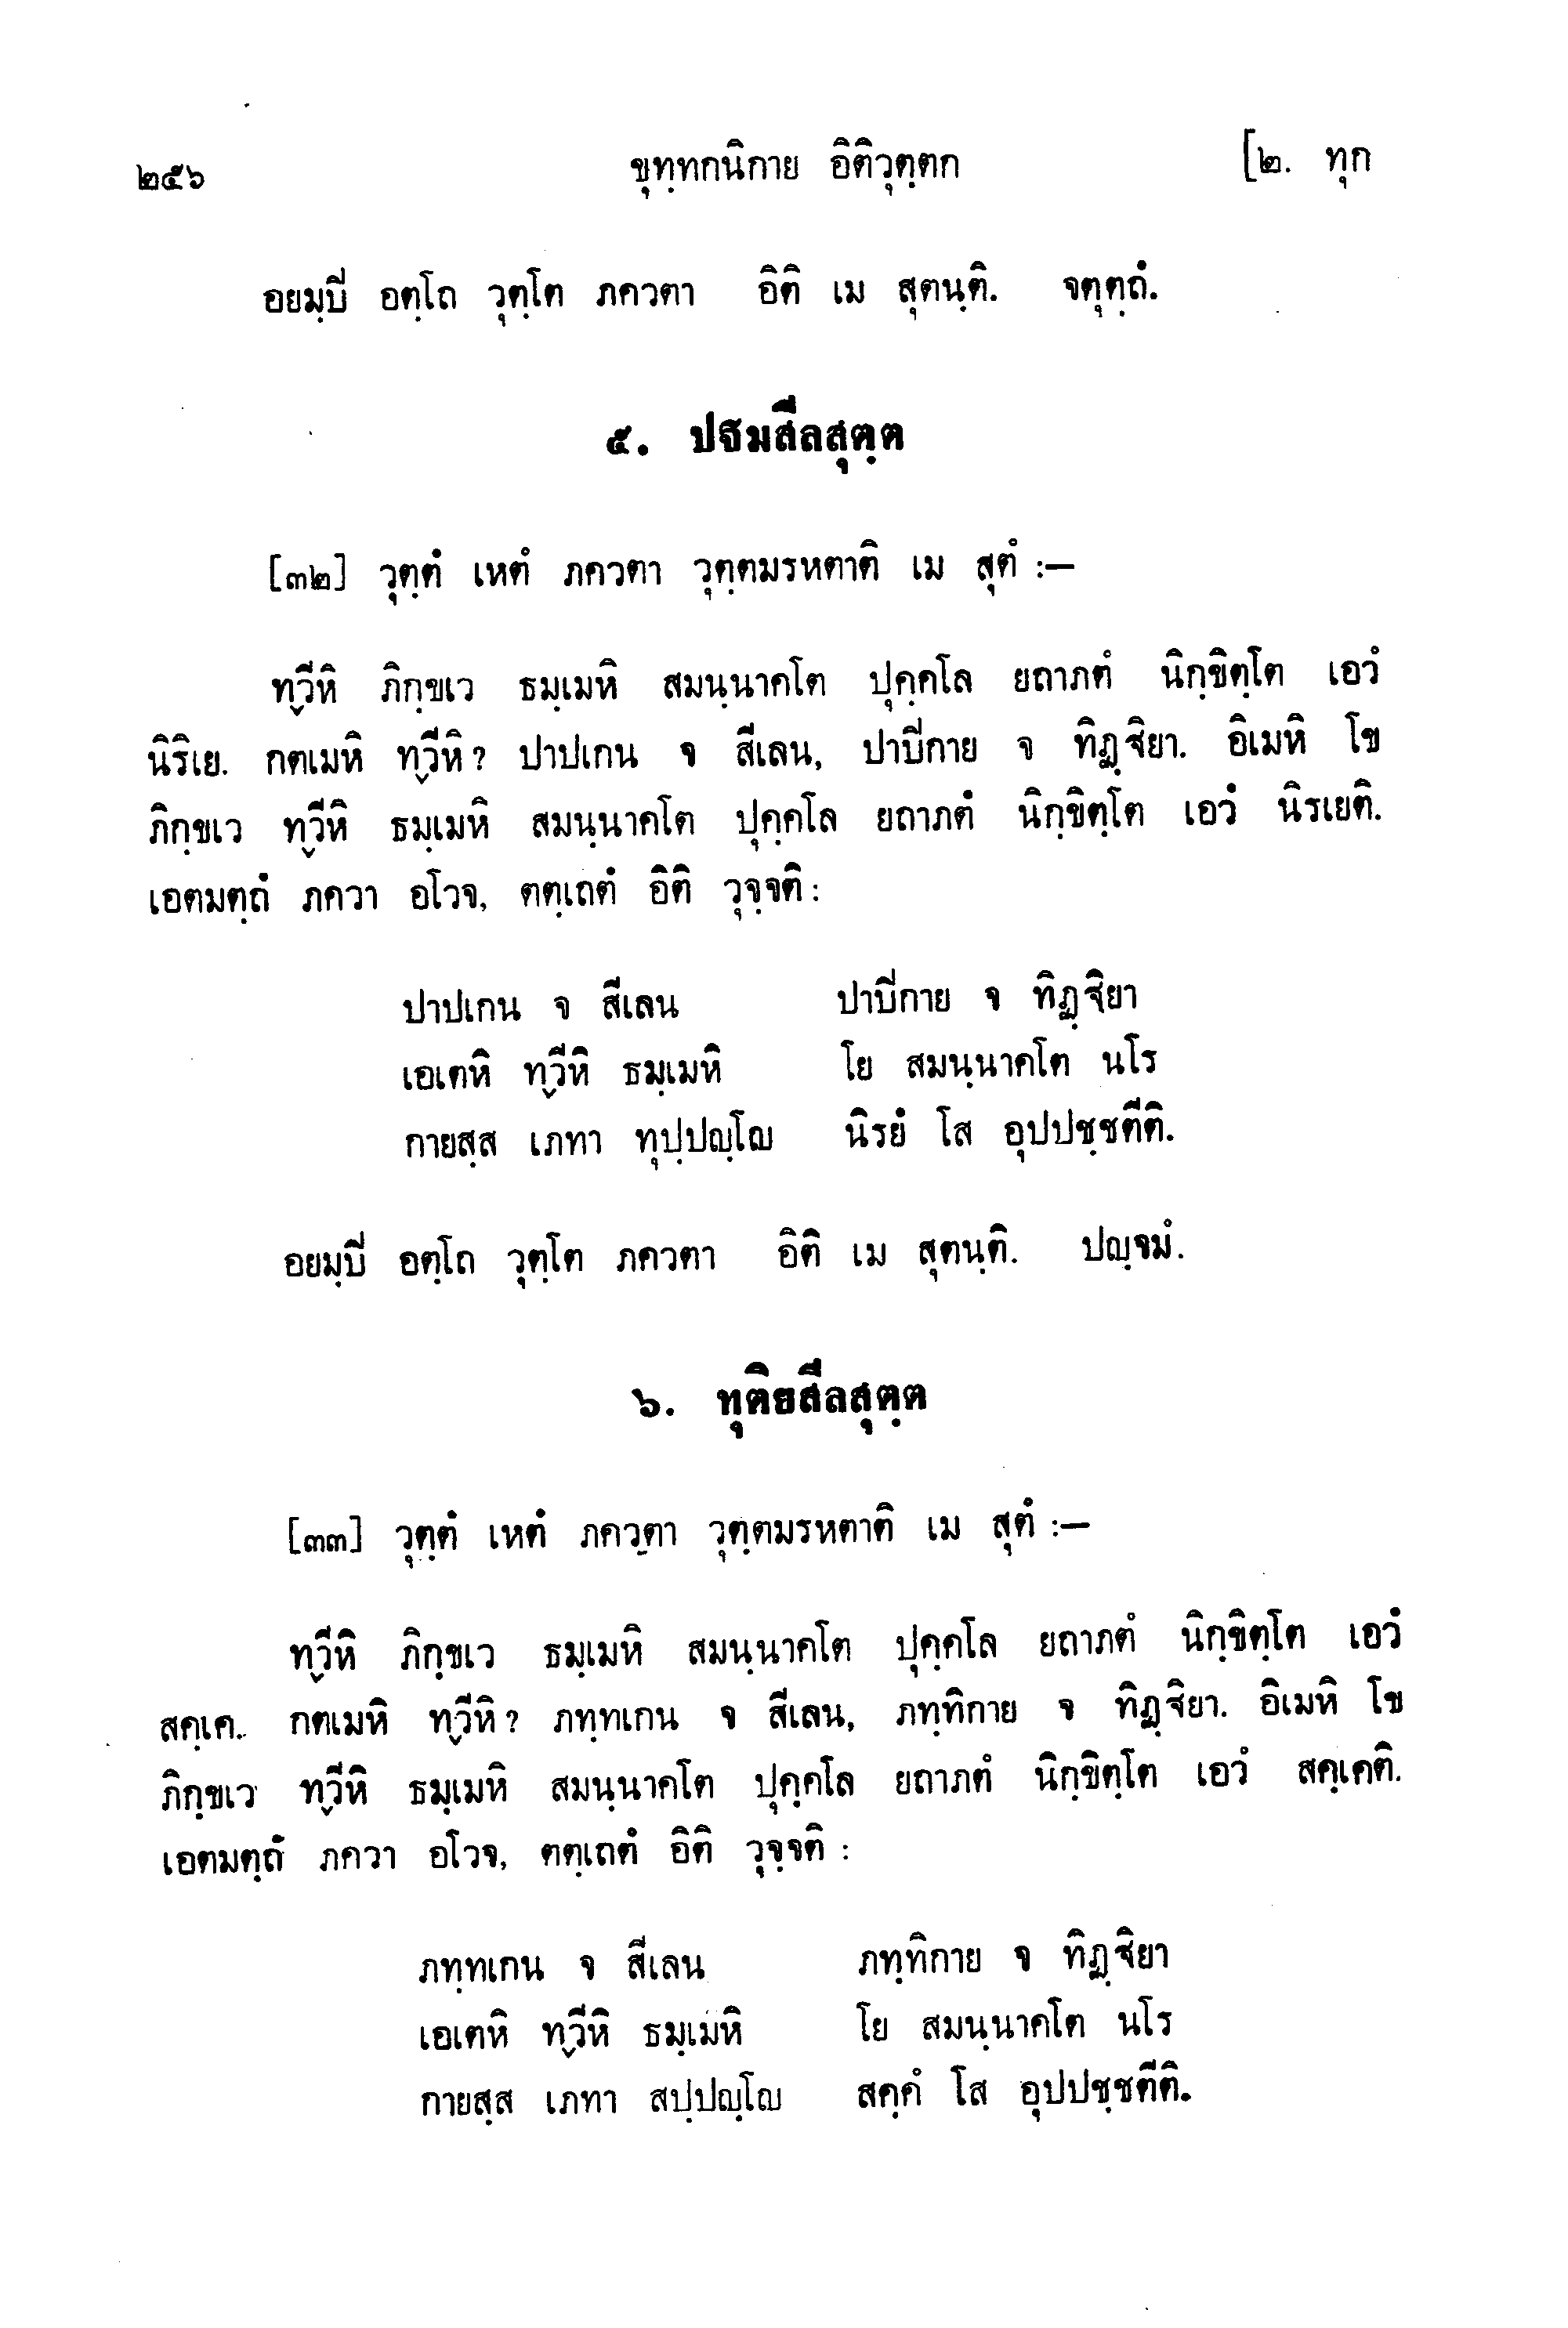 ๒๕๖ ขุทฺทกนิกาย อิติวุตฺตก [๒. ทุก
อยมฺปี อตฺโถ วุตฺโต ภควตา อิติ เม สุตนฺติ. จตุตฺถํ.
๕. ปฐมสีลสุตฺต
[๓๒] วุตฺตํ เหตํ ภควตา วุตฺตมรหตาติ เม สุตํ :—
ทฺวีหิ ภิกฺขเว ธมฺเมหิ สมนฺนาคโต ปุคฺคโล ยถาภตํ นิกฺขิตฺโต เอวํ
นิริเย. กตเมหิ ทฺวีหิ? ปาปเกน จ สีเลน, ปาปีกาย จ ทิฏฺฐิยา. อิเมหิ โข
ภิกฺขเว ทฺวีหิ ธมฺเมหิ สมนฺนาคโต ปุคฺคโล ยถาภตํ นิกฺขิตฺโต เอวํ นิรเยติ.
เอตมตฺถํ ภควา อโวจ, ตตฺเถตํ อิติ วุจฺจติ :
ปาปเกน จ สีเลน ปาปีกาย จ ทิฏฺฐิยา
เอเตหิ ทฺวีหิ ธมฺเมหิ โย สมนฺนาคโต นโร
กายสฺส เภทา ทุปฺปญฺโญ นิรยํ โส อุปปชฺชตีติ.
อยมฺปี อตฺโถ วุตฺโต ภควตา อิติ เม สุตนฺติ. ปญฺจมํ.
๖. ทุติยสีลสุตฺต
[๓๓] วุตฺตํ เหตํ ภควตา วุตฺตมรหตาติ เม สุตํ :—
ทฺวีหิ ภิกฺขเว ธมฺเมหิ สมนฺนาคโต ปุคฺคโล ยถาภตํ นิกฺขิตฺโต เอวํ
สคฺเค. กตเมหิ ทฺวีหิ? ภทฺทเกน จ สีเลน, ภทฺทิกาย จ ทิฏฺฐิยา. อิเมหิ โข
ภิกฺขเว ทฺวีหิ ธมฺเมหิ สมนฺนาคโต ปุคฺคโล ยถาภตํ นิกฺขิตฺโต เอวํ สคฺเคติ.
เอตมตฺถํ ภควา อโวจ, ตตฺเถตํ อิติ วุจฺจติ :
ภทฺทเกน จ สีเลน ภทฺทิกาย จ ทิฏฺฐิยา
เอเตหิ ทฺวีหิ ธมฺเมหิ โย สมนฺนาคโต นโร
กายสฺส เภทา สปฺปญฺโญ สคฺคํ โส อุปปชฺชตีติ.